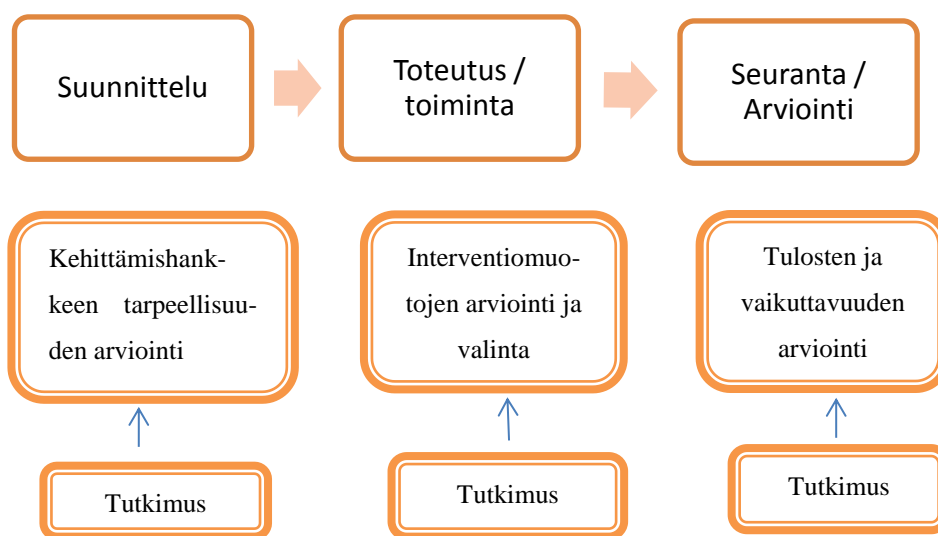 Suunnittelu
Toteutus /
toiminta
Seuranta /
Arviointi
Kehittämishank-
keen tarpeellisuu-
den arviointi
Interventiomuo-
tojen arviointi ja
valinta
Tulosten ja
vaikuttavuuden
arviointi
Tutkimus
Tutkimus
Tutkimus